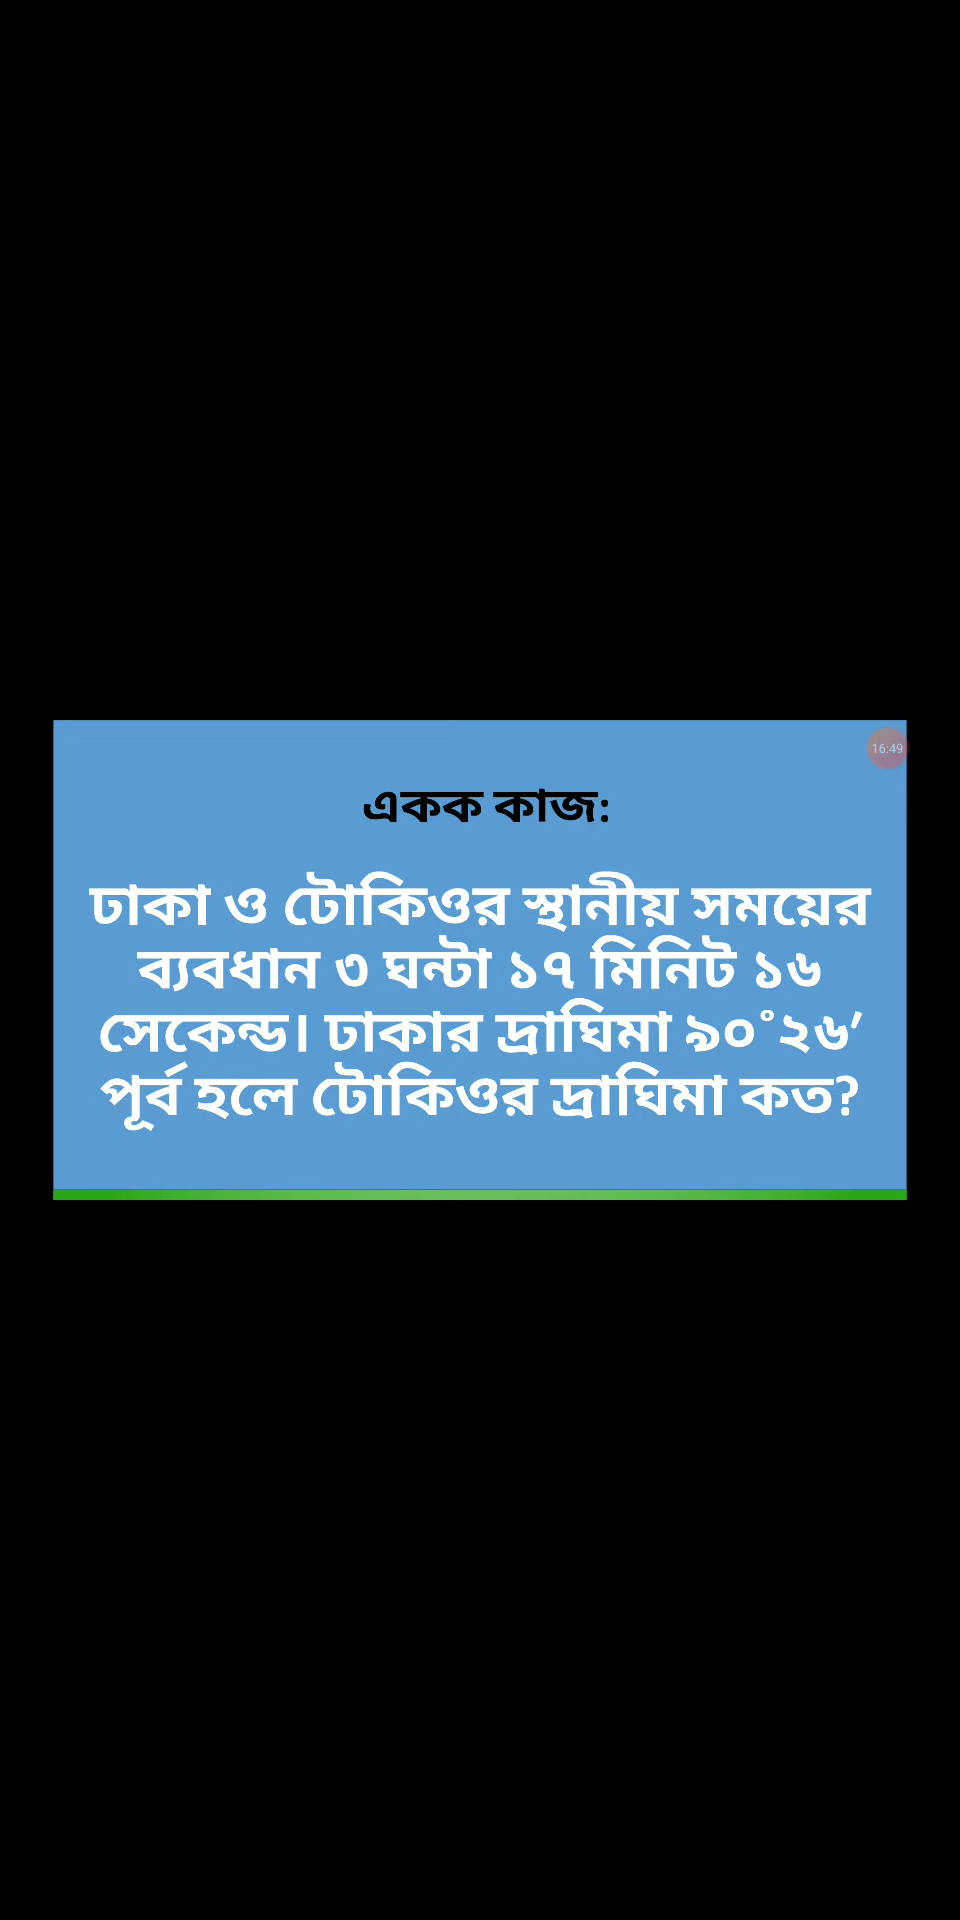 16:49
একক কাজ:
ঢাকা ও টোকিওর স্থানীয় সময়ের
ব্যবধান ৩ ঘন্টা ১৭ মিনিট ১৬
সেকেন্ড। ঢাকার দ্রাঘিমা ৯০˚২৬′
পূর্ব হলে টোকিওর দ্রাঘিমা কত?